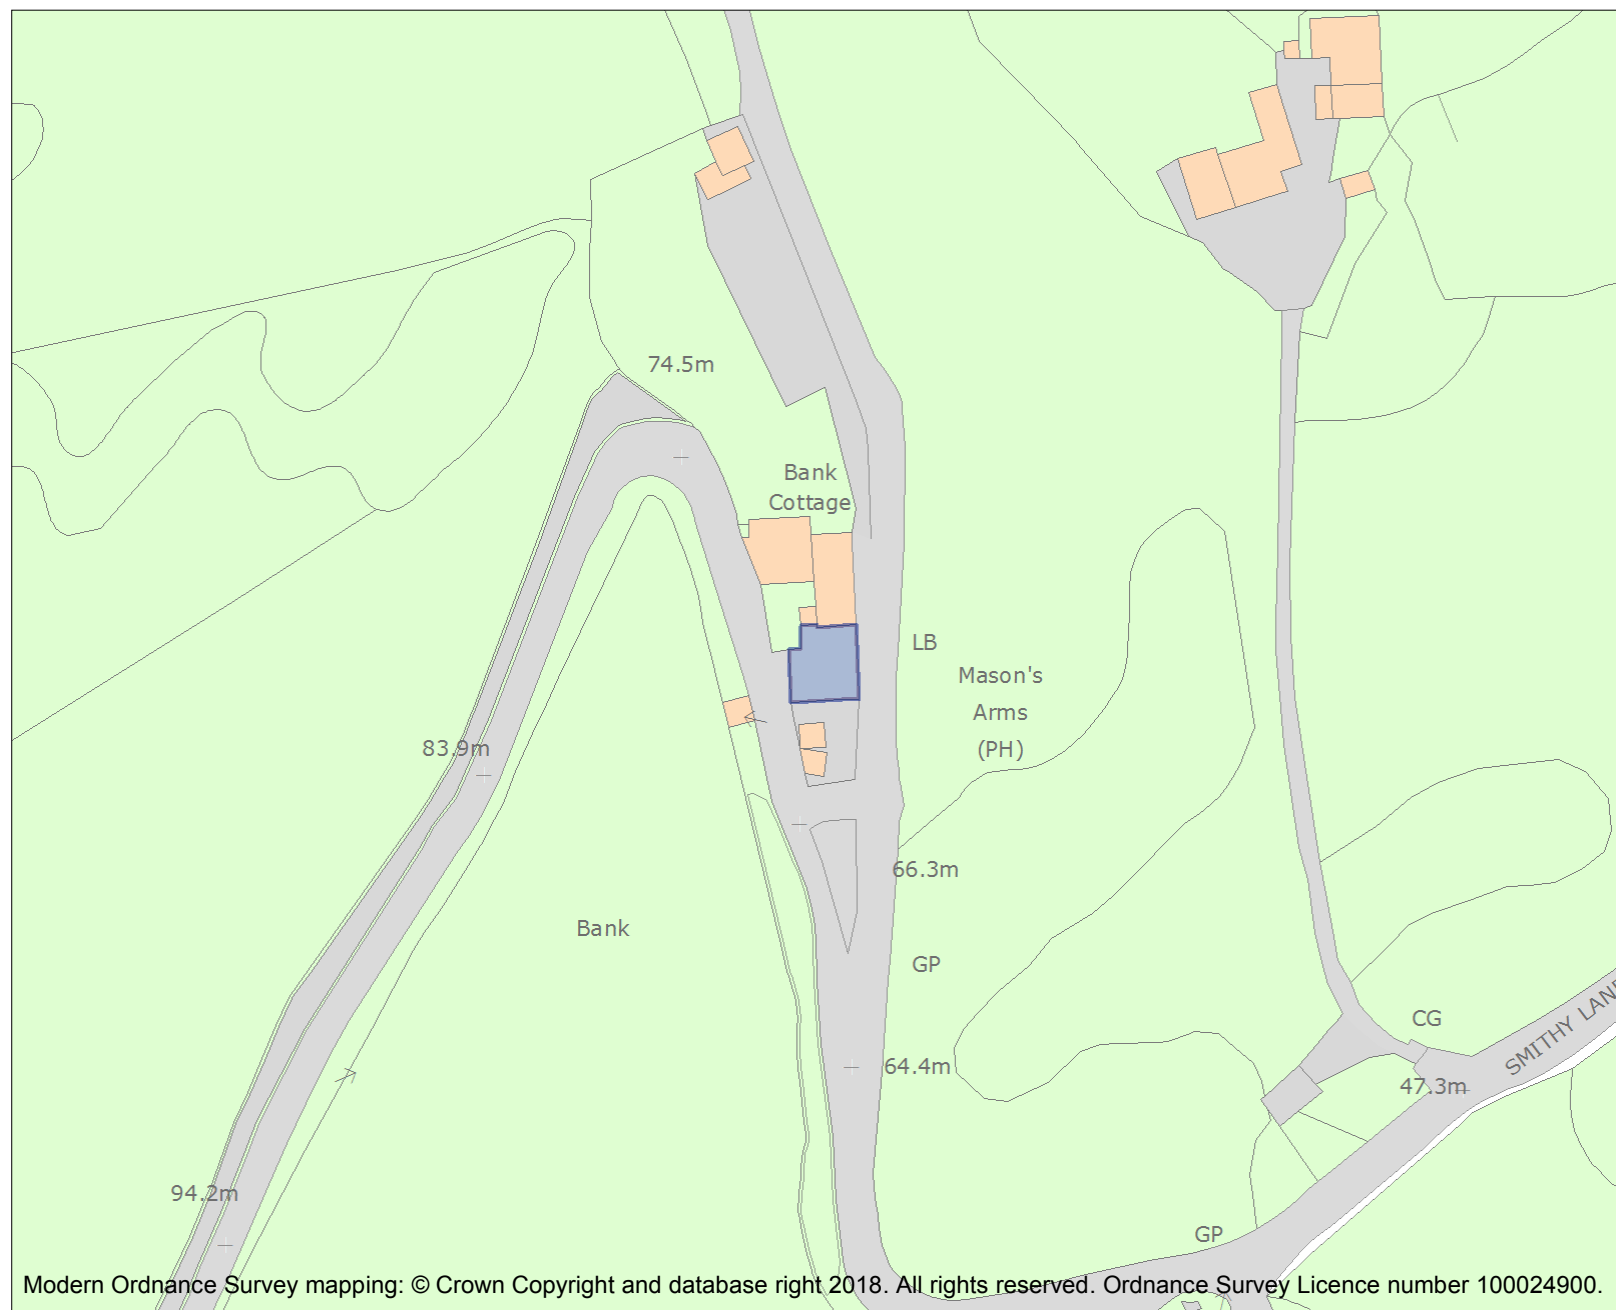 74.5m
Bank
Cottage
LB
Mason's
Arms
(PH)
83.9m
66.3m
Bank
GP
CG
SMITHY LANE
64.4m
47.3m
94.2m
GP
Modern Ordnance Survey mapping: © Crown Copyright and database right 2018. All rights reserved. Ordnance Survey Licence number 100024900.